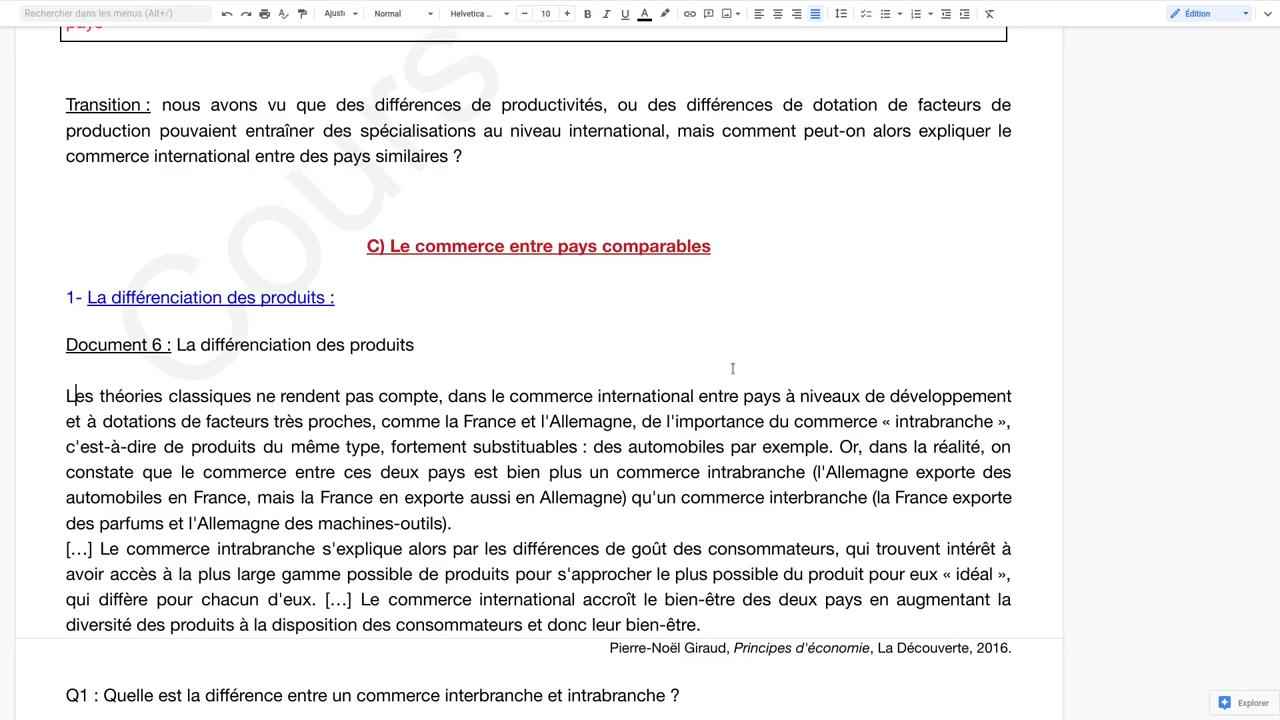 Rechercher dans les menus (Alt+/)
Ajuste
Normal
Helvetica ...
10
B I U A
Édition
pays
Transition : nous avons vu que des différences de productivités, ou des différences de dotation de facteurs de
production pouvaient entraîner des spécialisations au niveau international, mais comment peut-on alors expliquer le
commerce international entre des pays similaires ?
Cours
C) Le commerce entre pays comparables
1- La différenciation des produits :
Document 6 : La différenciation des produits
Les théories classiques ne rendent pas compte, dans le commerce international entre pays à niveaux de développement
et à dotations de facteurs très proches, comme la France et l'Allemagne, de l'importance du commerce « intrabranche »,
c'est-à-dire de produits du même type, fortement substituables : des automobiles par exemple. Or, dans la réalité, on
constate que le commerce entre ces deux pays est bien plus un commerce intrabranche (l'Allemagne exporte des
automobiles en France, mais la France en exporte aussi en Allemagne) qu'un commerce interbranche (la France exporte
des parfums et l'Allemagne des machines-outils).
[…] Le commerce intrabranche s'explique alors par les différences de goût des consommateurs, qui trouvent intérêt à
avoir accès à la plus large gamme possible de produits pour s'approcher le plus possible du produit pour eux « idéal »,
qui diffère pour chacun d'eux. […] Le commerce international accroît le bien-être des deux pays en augmentant la
diversité des produits à la disposition des consommateurs et donc leur bien-être.
Pierre-Noël Giraud, Principes d'économie, La Découverte, 2016.
Q1 : Quelle est la différence entre un commerce interbranche et intrabranche ?
Explorer